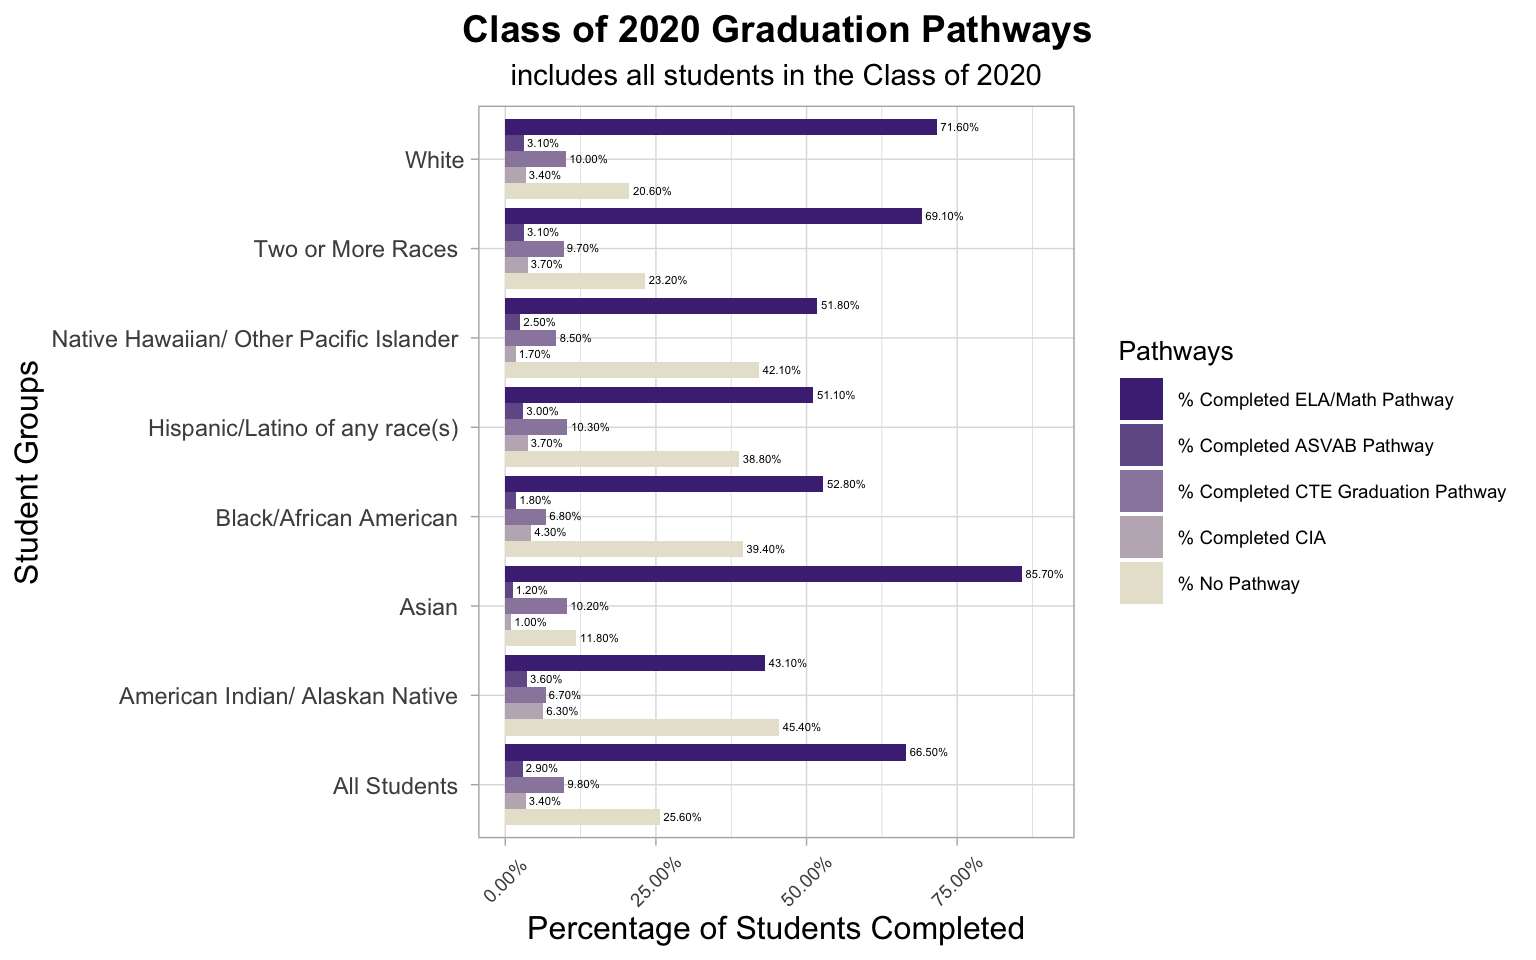 Class of 2020 Graduation Pathways
includes all students in the Class of 2020
Student Groups
White
71.60%
3.10%
10.00%
3.40%
20.60%
Two or More Races
69.10%
3.10%
9.70%
3.70%
23.20%
Native Hawaiian/ Other Pacific Islander
51.80%
2.50%
8.50%
1.70%
42.10%
Hispanic/Latino of any race(s)
51.10%
3.00%
10.30%
3.70%
38.80%
Black/African American
52.80%
1.80%
6.80%
4.30%
39.40%
Asian
85.70%
1.20%
10.20%
1.00%
11.80%
American Indian/ Alaskan Native
43.10%
3.60%
6.70%
6.30%
45.40%
All Students
66.50%
2.90%
9.80%
3.40%
25.60%
0.00%
25.00%
50.00%
75.00%
Percentage of Students Completed
Pathways
% Completed ELA/Math Pathway
% Completed ASVAB Pathway
% Completed CTE Graduation Pathway
% Completed CIA
% No Pathway